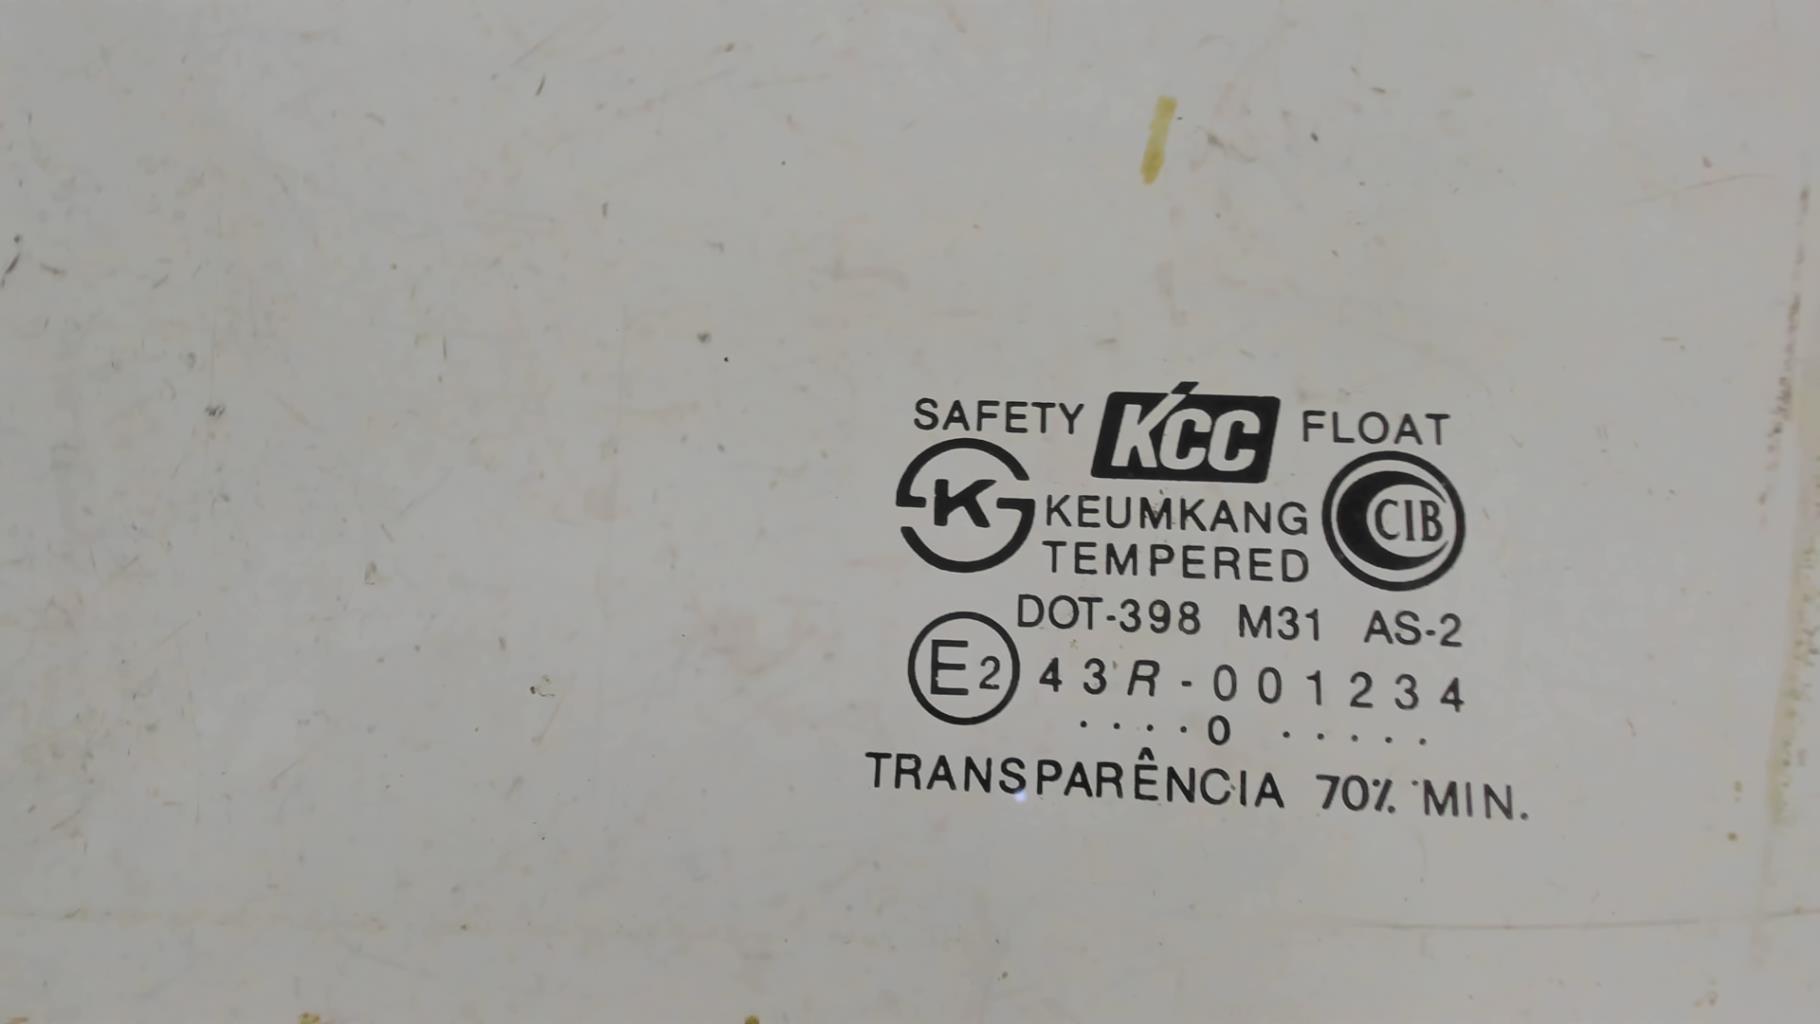 SAFETY KCC FLOAT
K KEUMKANG CIB
TEMPERED
DOT-398 M31 AS-2
E2 43R-001234
....0 .....
TRANSPARÊNCIA 70% MIN.